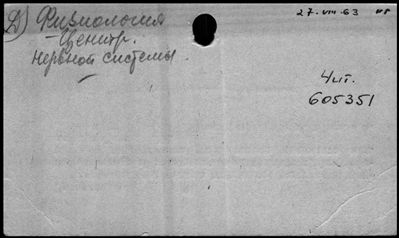 Д) Физиология
- Центр.
нервной системы
27-VIII-63
Чит.
605351